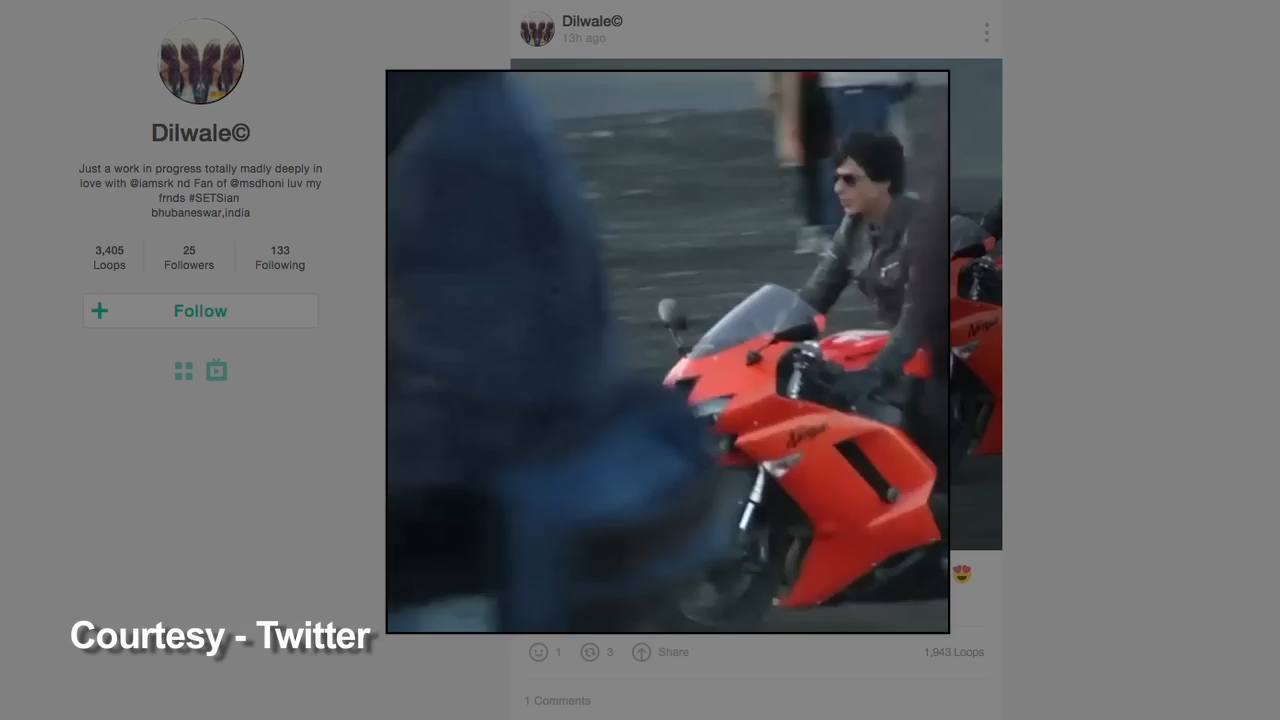 Dilwale©
Just a work in progress totally madly deeply in
love with @iamsrk nd Fan of @msdhoni luv my
frnds #SETSian
bhubaneswar,india
3,405
Loops
25
Followers
133
Following
Follow
Dilwale©
13h ago
Ninja
Ninja
Courtesy - Twitter
1
3
Share
1,943 Loops
1 Comments